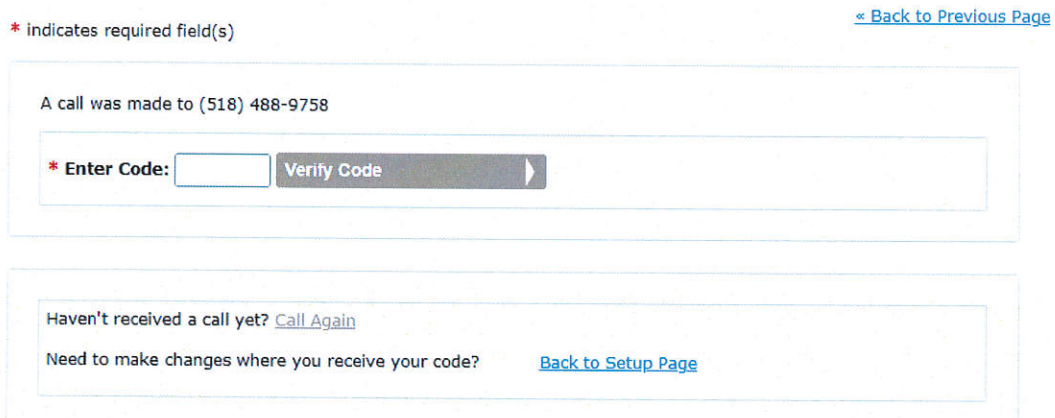 « Back to Previous Page
* indicates required field(s)
A call was made to (518) 488-9758
* Enter Code:
Verify Code
Haven't received a call yet? Call Again
Need to make changes where you receive your code? Back to Setup Page